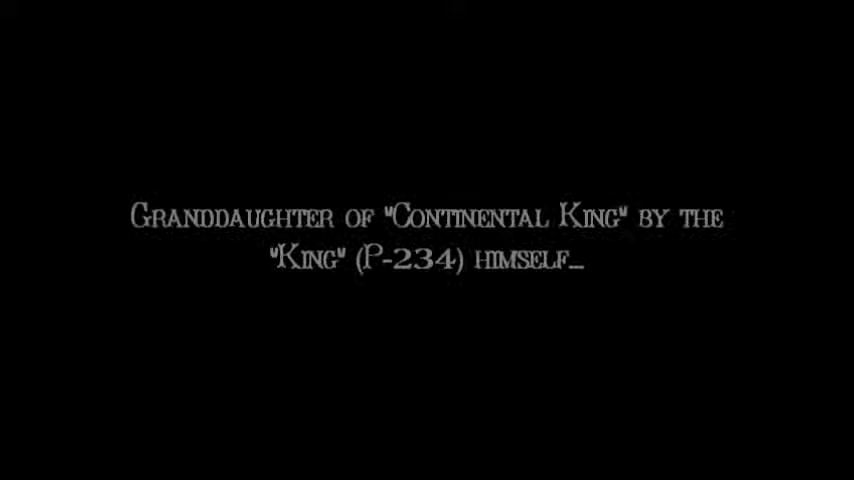 Granddaughter of "Continental King" by the
"King" (P-234) himself...